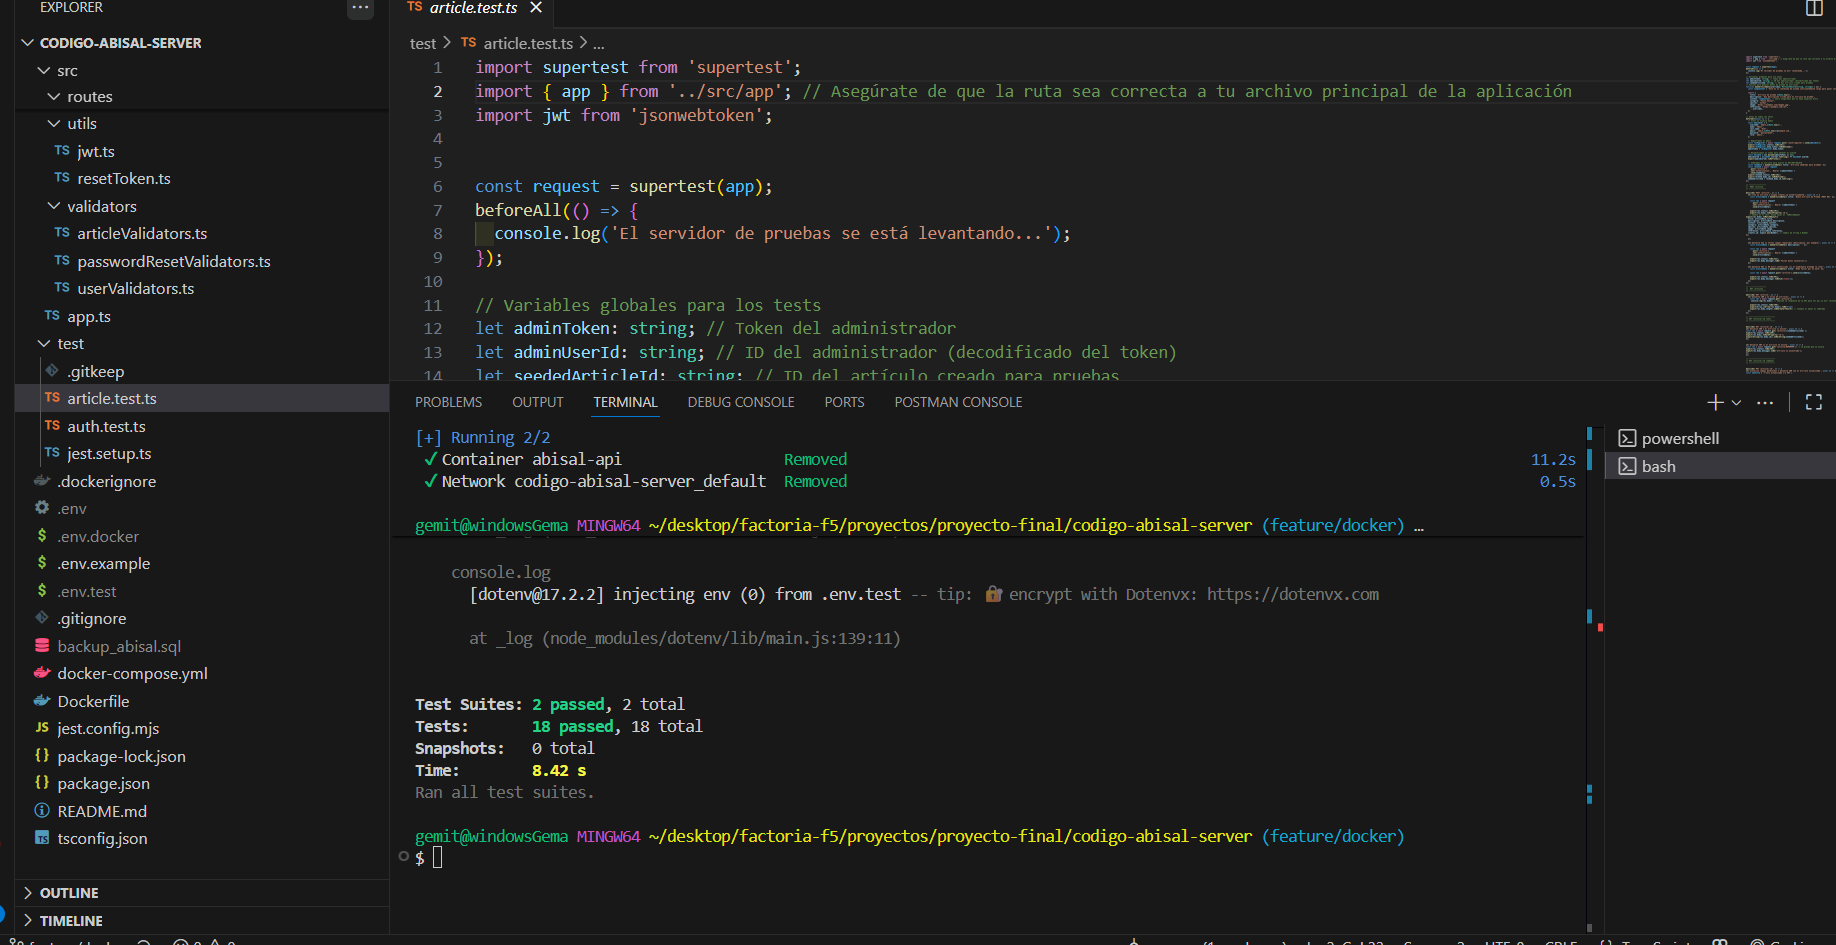 EXPLORER
...
CODIGO-ABISAL-SERVER
src
routes
utils
TS jwt.ts
TS resetToken.ts
validators
TS articleValidators.ts
TS passwordResetValidators.ts
TS userValidators.ts
TS app.ts
test
.gitkeep
TS article.test.ts
TS auth.test.ts
TS jest.setup.ts
.dockerignore
.env
$ .env.docker
$ .env.example
$ .env.test
.gitignore
backup_abisal.sql
docker-compose.yml
Dockerfile
JS jest.config.mjs
{} package-lock.json
{} package.json
README.md
TS tsconfig.json
OUTLINE
TIMELINE
TS article.test.ts
test > TS article.test.ts > ...
1 import supertest from 'supertest';
2 import { app } from '../src/app'; // Asegúrate de que la ruta sea correcta a tu archivo principal de la aplicación
3 import jwt from 'jsonwebtoken';
4
5
6 const request = supertest(app);
7 beforeAll(() => {
8 console.log('El servidor de pruebas se está levantando...');
9 });
10
11 // Variables globales para los tests
12 let adminToken: string; // Token del administrador
13 let adminUserId: string; // ID del administrador (decodificado del token)
14 let seededArticleId: string; // ID del artículo creado para pruebas
PROBLEMS OUTPUT TERMINAL DEBUG CONSOLE PORTS POSTMAN CONSOLE
[+] Running 2/2
✓Container abisal-api Removed 11.2s
✓Network codigo-abisal-server_default Removed 0.5s
gemit@windowsGema MINGW64 ~/desktop/factoria-f5/proyectos/proyecto-final/codigo-abisal-server (feature/docker) …
console.log
[dotenv@17.2.2] injecting env (0) from .env.test -- tip: 🔐 encrypt with Dotenvx: https://dotenvx.com
at _log (node_modules/dotenv/lib/main.js:139:11)
Test Suites: 2 passed, 2 total
Tests: 18 passed, 18 total
Snapshots: 0 total
Time: 8.42 s
Ran all test suites.
gemit@windowsGema MINGW64 ~/desktop/factoria-f5/proyectos/proyecto-final/codigo-abisal-server (feature/docker)
$
powershell
bash